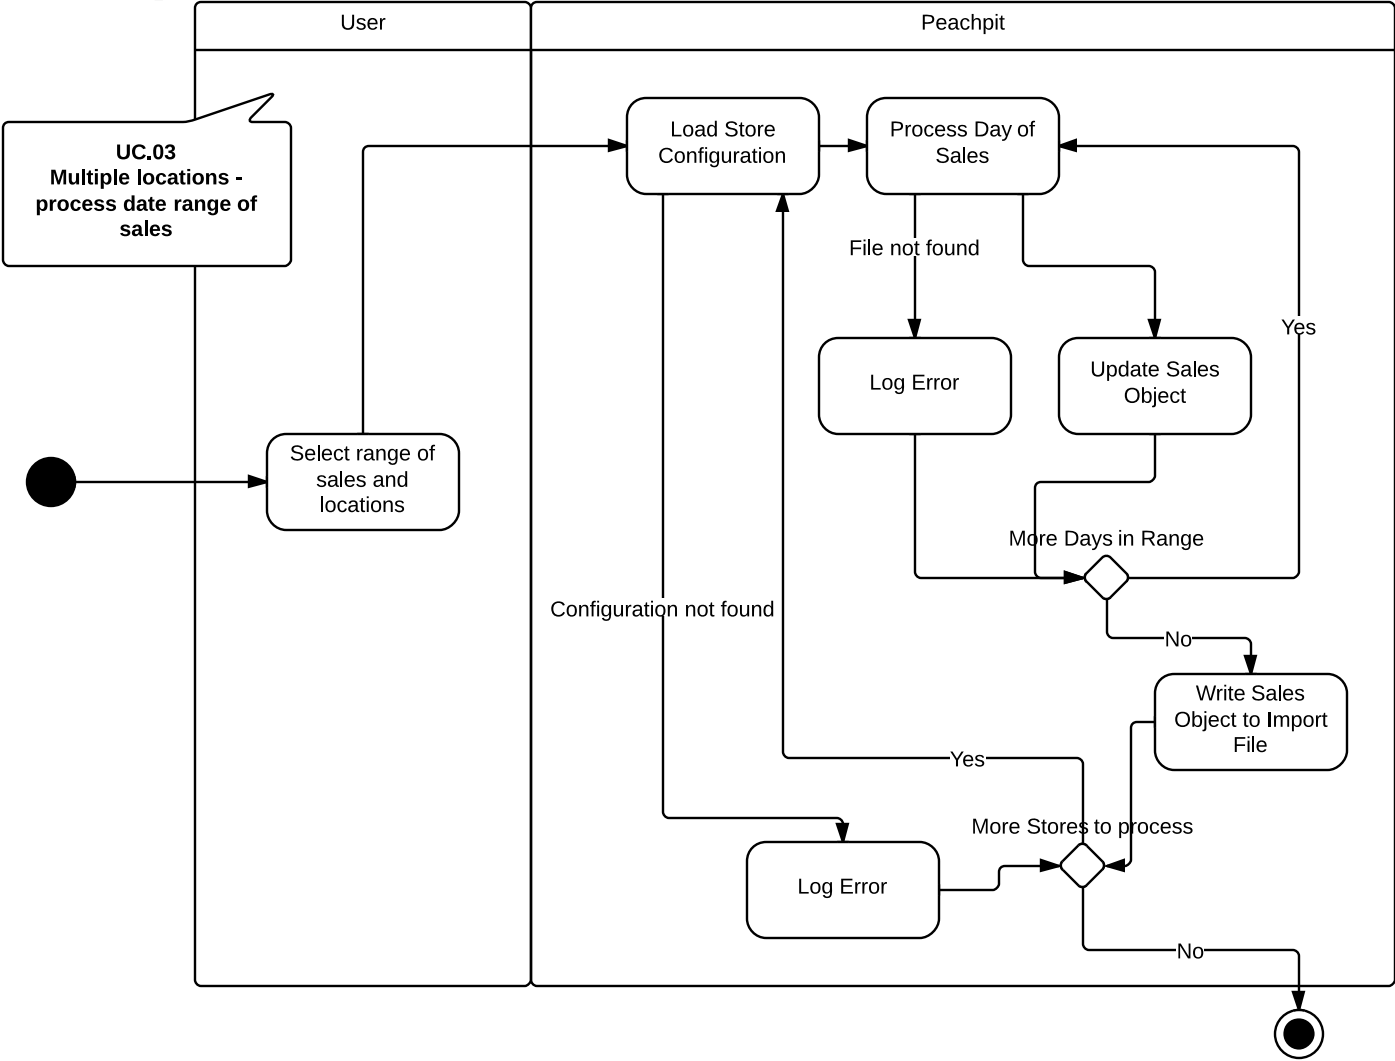 User
Peachpit
UC.03
Multiple locations -
process date range of
sales
Load Store
Configuration
Process Day of
Sales
File not found
Yes
Log Error
Update Sales
Object
Select range of
sales and
locations
More Days in Range
Configuration not found
No
Write Sales
Object to Import
File
Yes
More Stores to process
Log Error
No